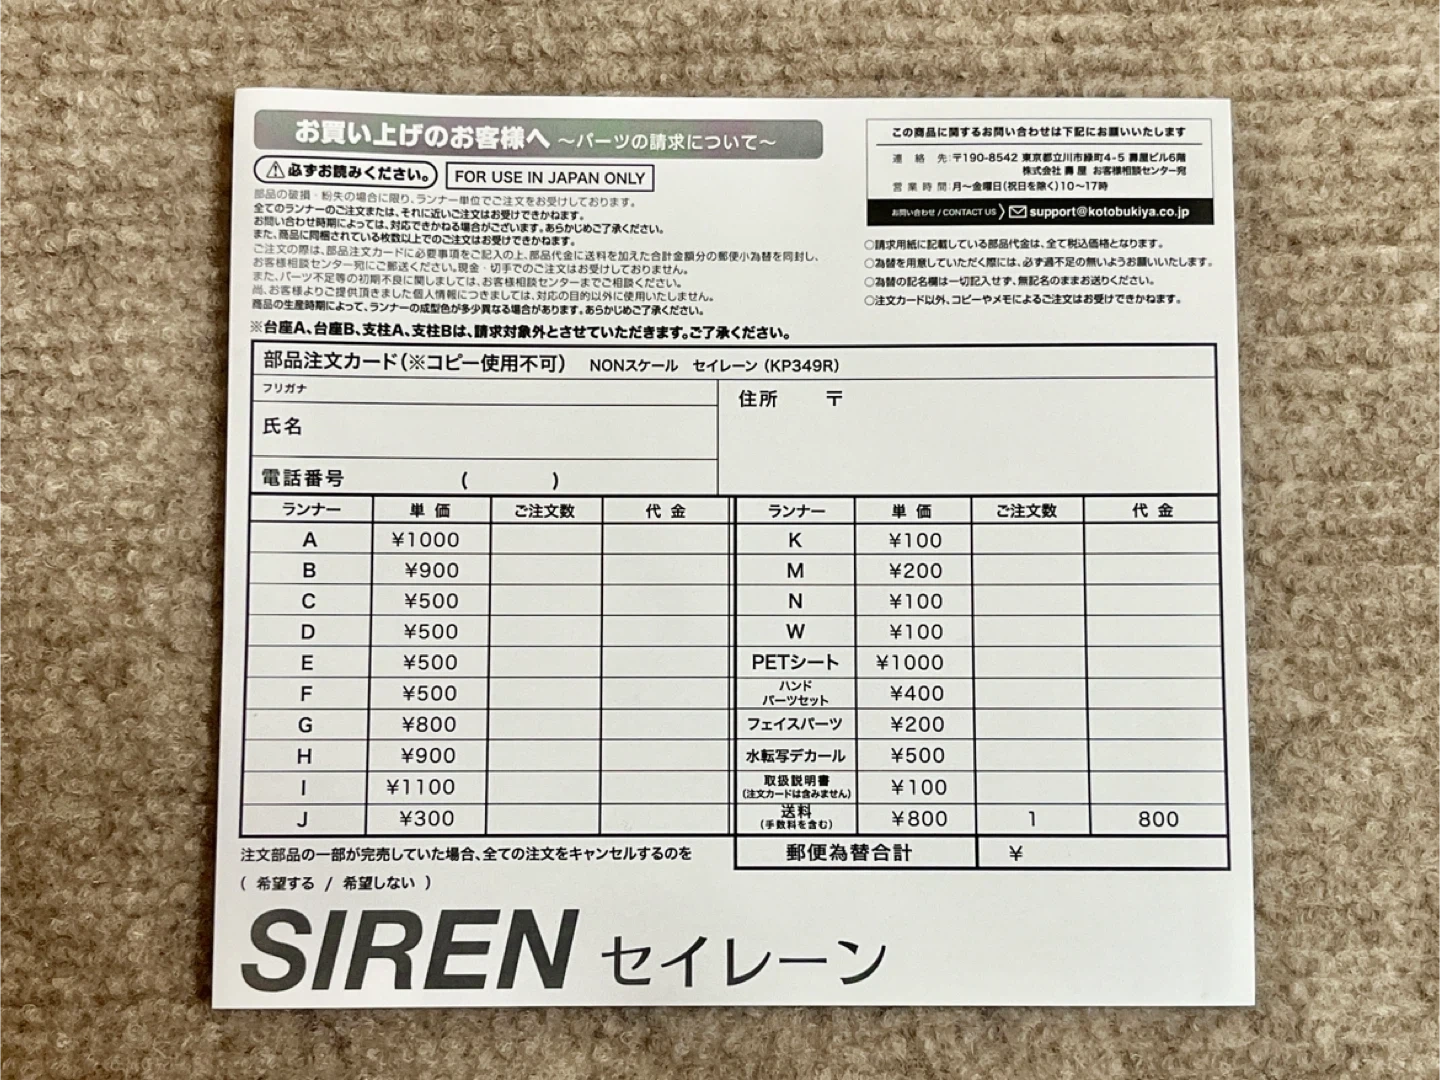 お買い上げのお客様へ ～パーツの請求について～
⚠必ずお読みください。 FOR USE IN JAPAN ONLY
部品の破損・紛失の場合に限り、ランナー単位でご注文をお受けしております。
全てのランナーのご注文または、それに近いご注文はお受けできかねます。
お問い合わせ時期によっては、対応できかねる場合がございます。あらかじめご了承ください。
また、商品に同梱されている枚数以上でのご注文はお受けできかねます。
ご注文の際は、部品注文カードに必要事項をご記入の上、部品代金に送料を加えた合計金額分の郵便小為替を同封し、
お客様相談センター宛にご郵送ください。現金・切手でのご注文はお受けしておりません。
また、パーツ不足等の初期不良に関しましては、お客様相談センターまでご相談ください。
尚、お客様よりご提供頂きました個人情報につきましては、対応の目的以外に使用いたしません。
商品の生産時期によって、ランナーの成型色が多少異なる場合があります。あらかじめご了承ください。
※台座A、台座B、支柱A、支柱Bは、請求対象外とさせていただきます。ご了承ください。
この商品に関するお問い合わせは下記にお願いいたします
連絡先:〒190-8542 東京都立川市緑町4-5 壽屋ビル6階
株式会社 壽屋 お客様相談センター宛
営業時間:月～金曜日(祝日を除く)10～17時
お問い合わせ / CONTACT US support@kotobukiya.co.jp
○請求用紙に記載している部品代金は、全て税込価格となります。
○為替を用意していただく際には、必ず過不足の無いようお願いいたします。
○為替の記名欄は一切記入せず、無記名のままお送りください。
○注文カード以外、コピーやメモによるご注文はお受けできかねます。
部品注文カード(※コピー使用不可) NONスケール セイレーン (KP349R)
フリガナ
氏名
電話番号 ( )
住所 〒
ランナー 単価 ご注文数 代金 ランナー 単価 ご注文数 代金
A ¥1000 K ¥100
B ¥900 M ¥200
C ¥500 N ¥100
D ¥500 W ¥100
E ¥500 PETシート ¥1000
F ¥500 ハンドパーツセット ¥400
G ¥800 フェイスパーツ ¥200
H ¥900 水転写デカール ¥500
I ¥1100 取扱説明書(注文カードは含みません) ¥100
J ¥300 送料(手数料を含む) ¥800 1 800
郵便為替合計 ¥
注文部品の一部が完売していた場合、全ての注文をキャンセルするのを
( 希望する / 希望しない )
SIREN セイレーン